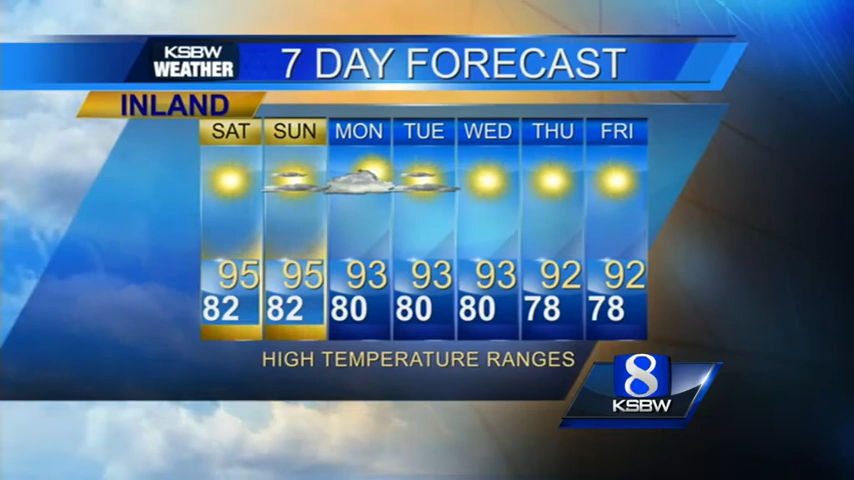 KSBW
WEATHER
7 DAY FORECAST
INLAND
SAT SUN MON TUE WED THU FRI
95 95 93 93 93 92 92
82 82 80 80 80 78 78
HIGH TEMPERATURE RANGES
8
KSBW